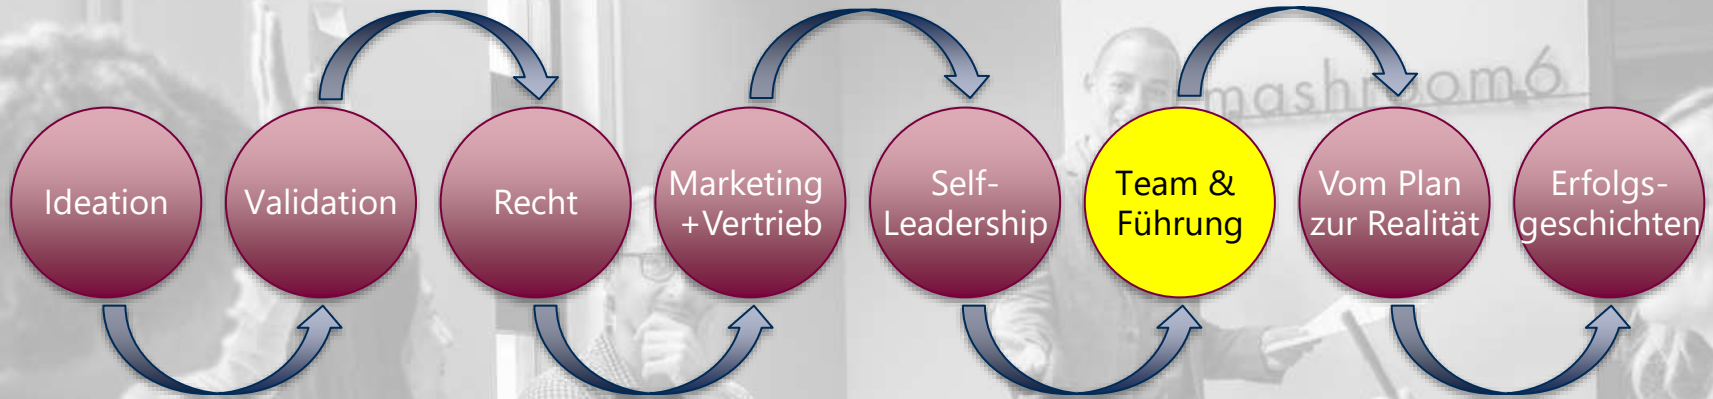 mashroom6
Ideation
Validation
Recht
Marketing
+Vertrieb
Self-
Leadership
Team &
Führung
Vom Plan
zur Realität
Erfolgs-
geschichten